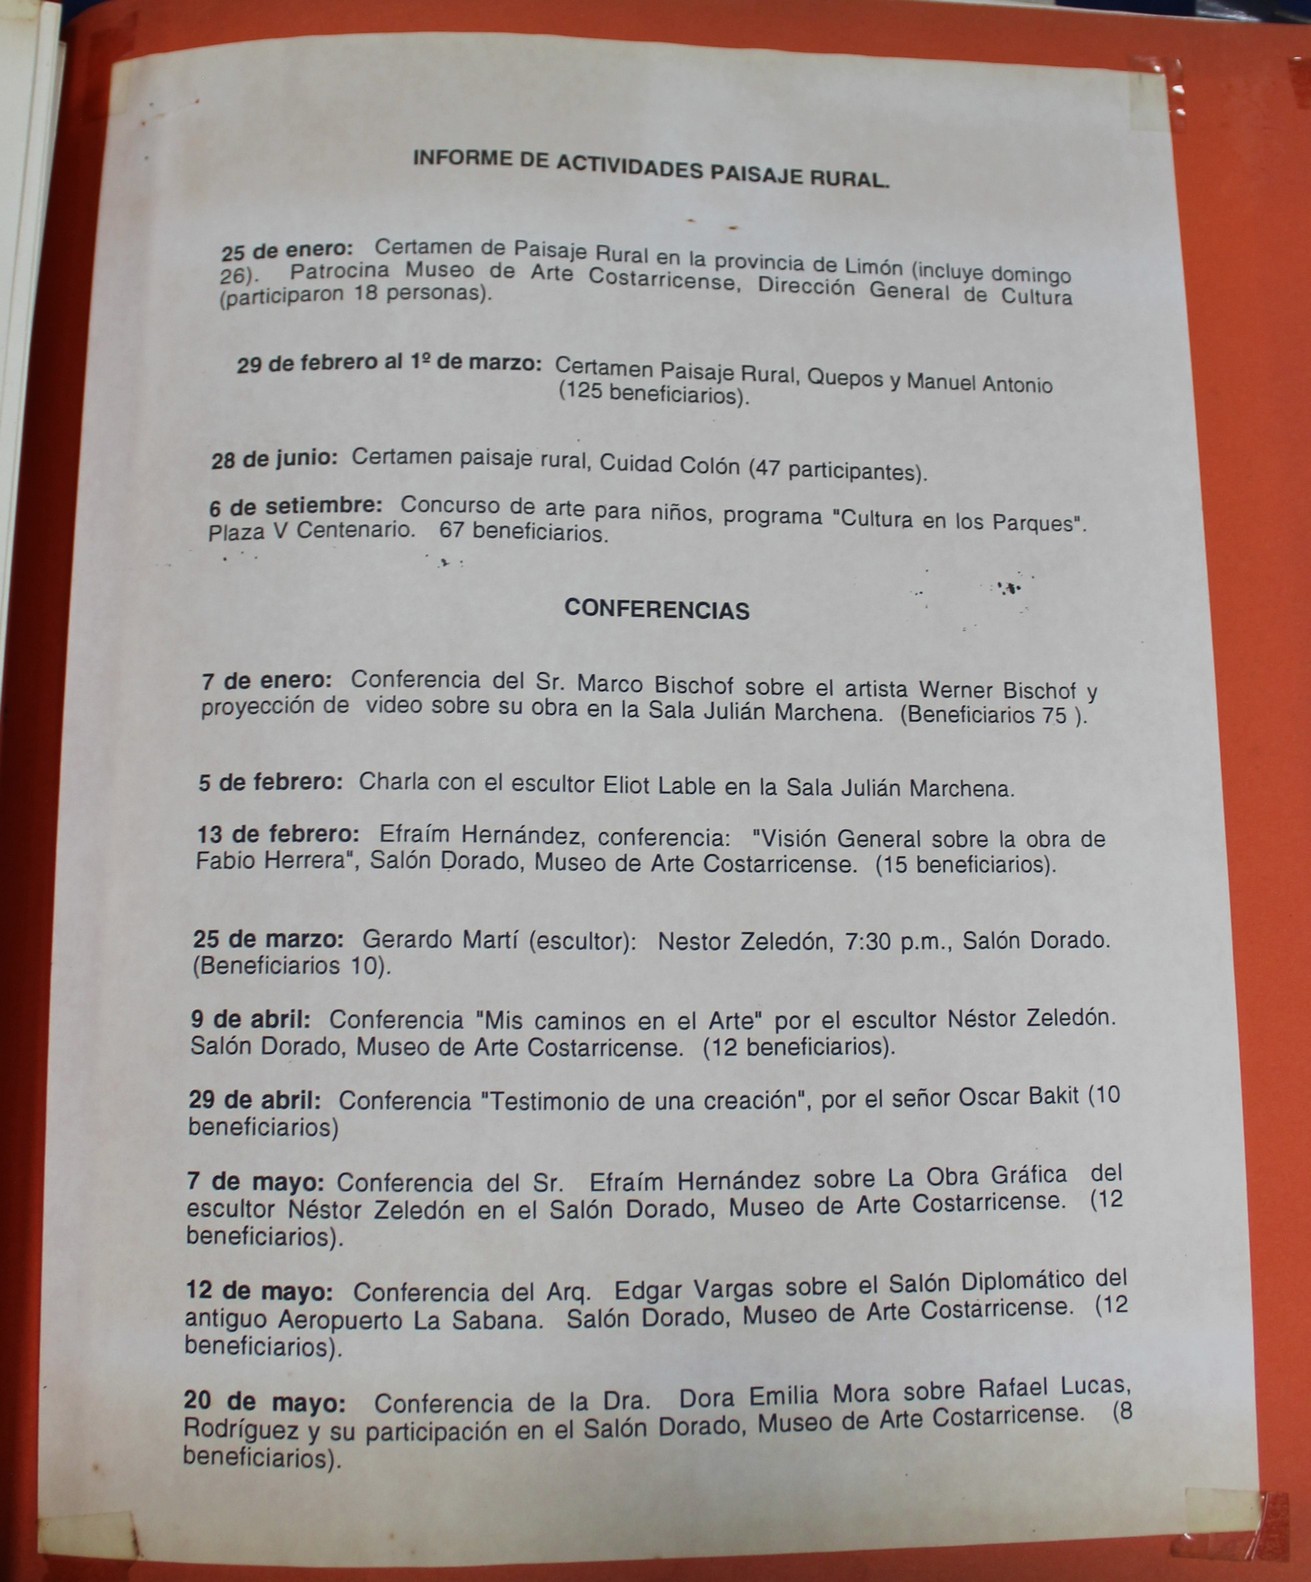 INFORME DE ACTIVIDADES PAISAJE RURAL.
25 de enero: Certamen de Paisaje Rural en la provincia de Limón (incluye domingo
26). Patrocina Museo de Arte Costarricense, Dirección General de Cultura
(participaron 18 personas).
29 de febrero al 1º de marzo: Certamen Paisaje Rural, Quepos y Manuel Antonio
(125 beneficiarios).
28 de junio: Certamen paisaje rural, Cuidad Colón (47 participantes).
6 de setiembre: Concurso de arte para niños, programa "Cultura en los Parques".
Plaza V Centenario. 67 beneficiarios.
CONFERENCIAS
7 de enero: Conferencia del Sr. Marco Bischof sobre el artista Werner Bischof y
proyección de video sobre su obra en la Sala Julián Marchena. (Beneficiarios 75 ).
5 de febrero: Charla con el escultor Eliot Lable en la Sala Julián Marchena.
13 de febrero: Efraím Hernández, conferencia: "Visión General sobre la obra de
Fabio Herrera", Salón Dorado, Museo de Arte Costarricense. (15 beneficiarios).
25 de marzo: Gerardo Martí (escultor): Nestor Zeledón, 7:30 p.m., Salón Dorado.
(Beneficiarios 10).
9 de abril: Conferencia "Mis caminos en el Arte" por el escultor Néstor Zeledón.
Salón Dorado, Museo de Arte Costarricense. (12 beneficiarios).
29 de abril: Conferencia "Testimonio de una creación", por el señor Oscar Bakit (10
beneficiarios)
7 de mayo: Conferencia del Sr. Efraím Hernández sobre La Obra Gráfica del
escultor Néstor Zeledón en el Salón Dorado, Museo de Arte Costarricense. (12
beneficiarios).
12 de mayo: Conferencia del Arq. Edgar Vargas sobre el Salón Diplomático del
antiguo Aeropuerto La Sabana. Salón Dorado, Museo de Arte Costarricense. (12
beneficiarios).
20 de mayo: Conferencia de la Dra. Dora Emilia Mora sobre Rafael Lucas,
Rodríguez y su participación en el Salón Dorado, Museo de Arte Costarricense. (8
beneficiarios).